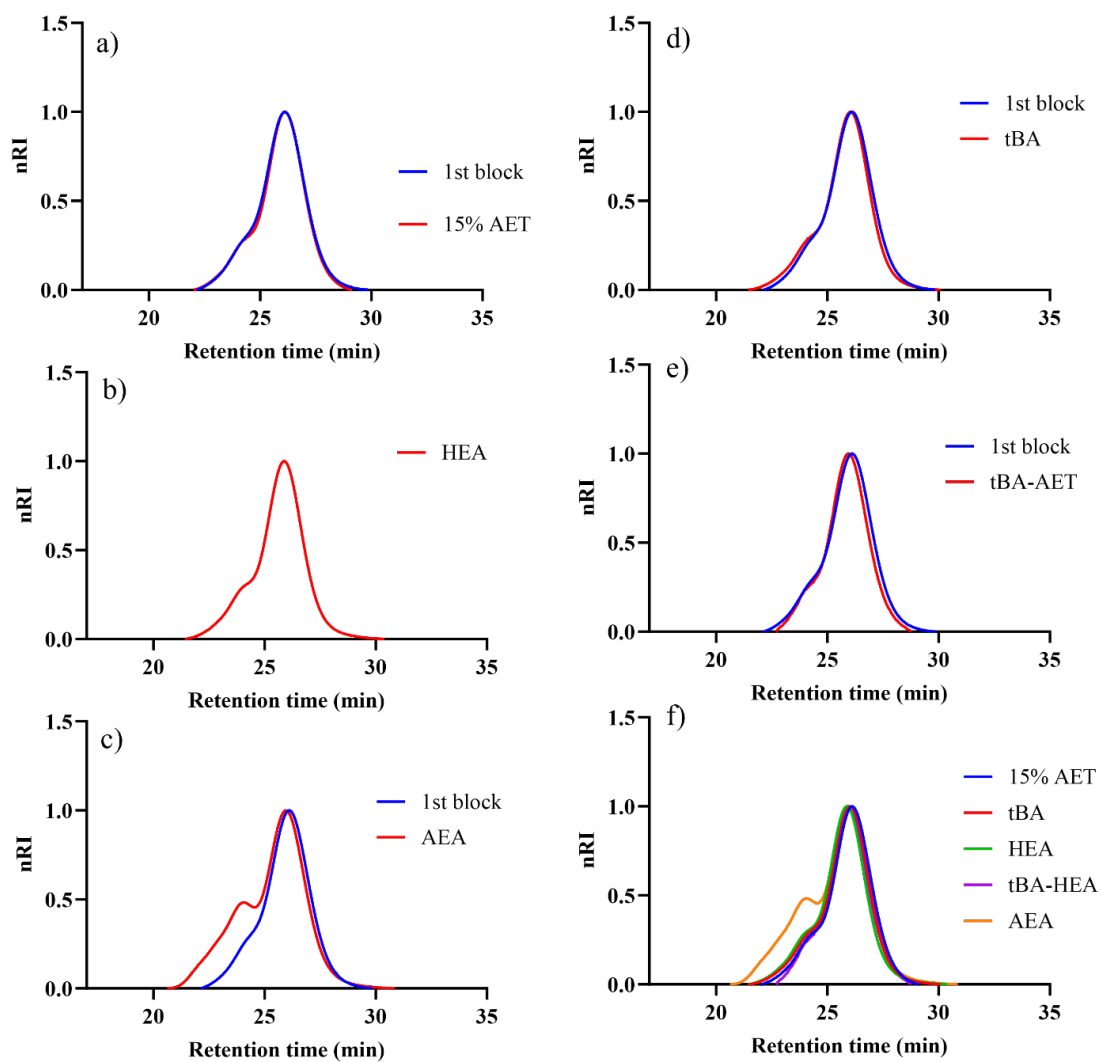 a)
1.5
1.0
0.5
0.0
nRI
20 25 30 35
Retention time (min)
1st block
15% AET
b)
1.5
1.0
0.5
0.0
nRI
20 25 30 35
Retention time (min)
HEA
c)
1.5
1.0
0.5
0.0
nRI
20 25 30 35
Retention time (min)
1st block
AEA
d)
1.5
1.0
0.5
0.0
nRI
20 25 30 35
Retention time (min)
1st block
tBA
e)
1.5
1.0
0.5
0.0
nRI
20 25 30 35
Retention time (min)
1st block
tBA-AET
f)
1.5
1.0
0.5
0.0
nRI
20 25 30 35
Retention time (min)
15% AET
tBA
HEA
tBA-HEA
AEA